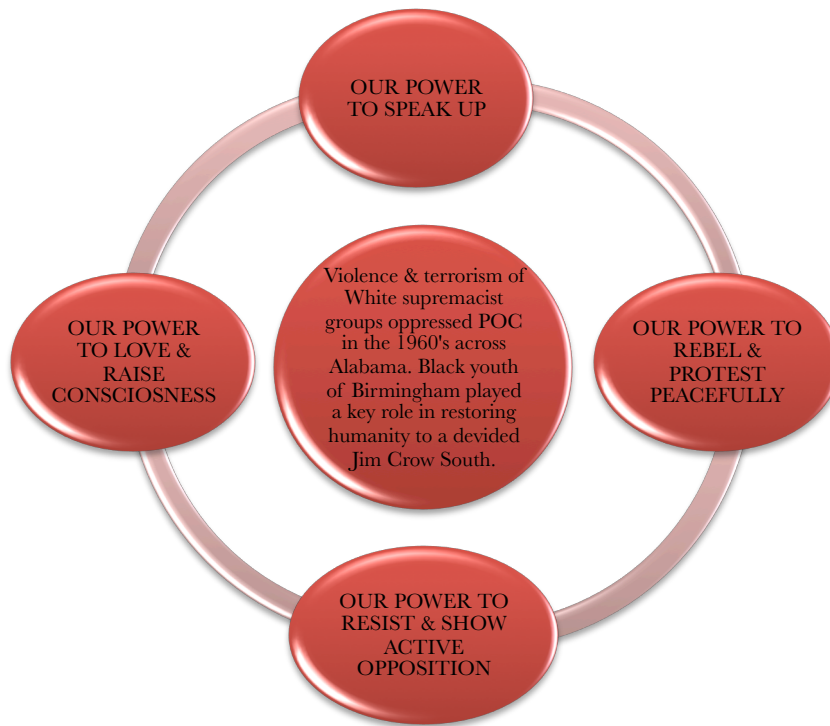 OUR POWER
TO SPEAK UP
Violence & terrorism of
White supremacist
groups oppressed POC
in the 1960's across
Alabama. Black youth
of Birmingham played
a key role in restoring
humanity to a devided
Jim Crow South.
OUR POWER
TO LOVE &
RAISE
CONSCIOSNESS
OUR POWER TO
REBEL &
PROTEST
PEACEFULLY
OUR POWER TO
RESIST & SHOW
ACTIVE
OPPOSITION